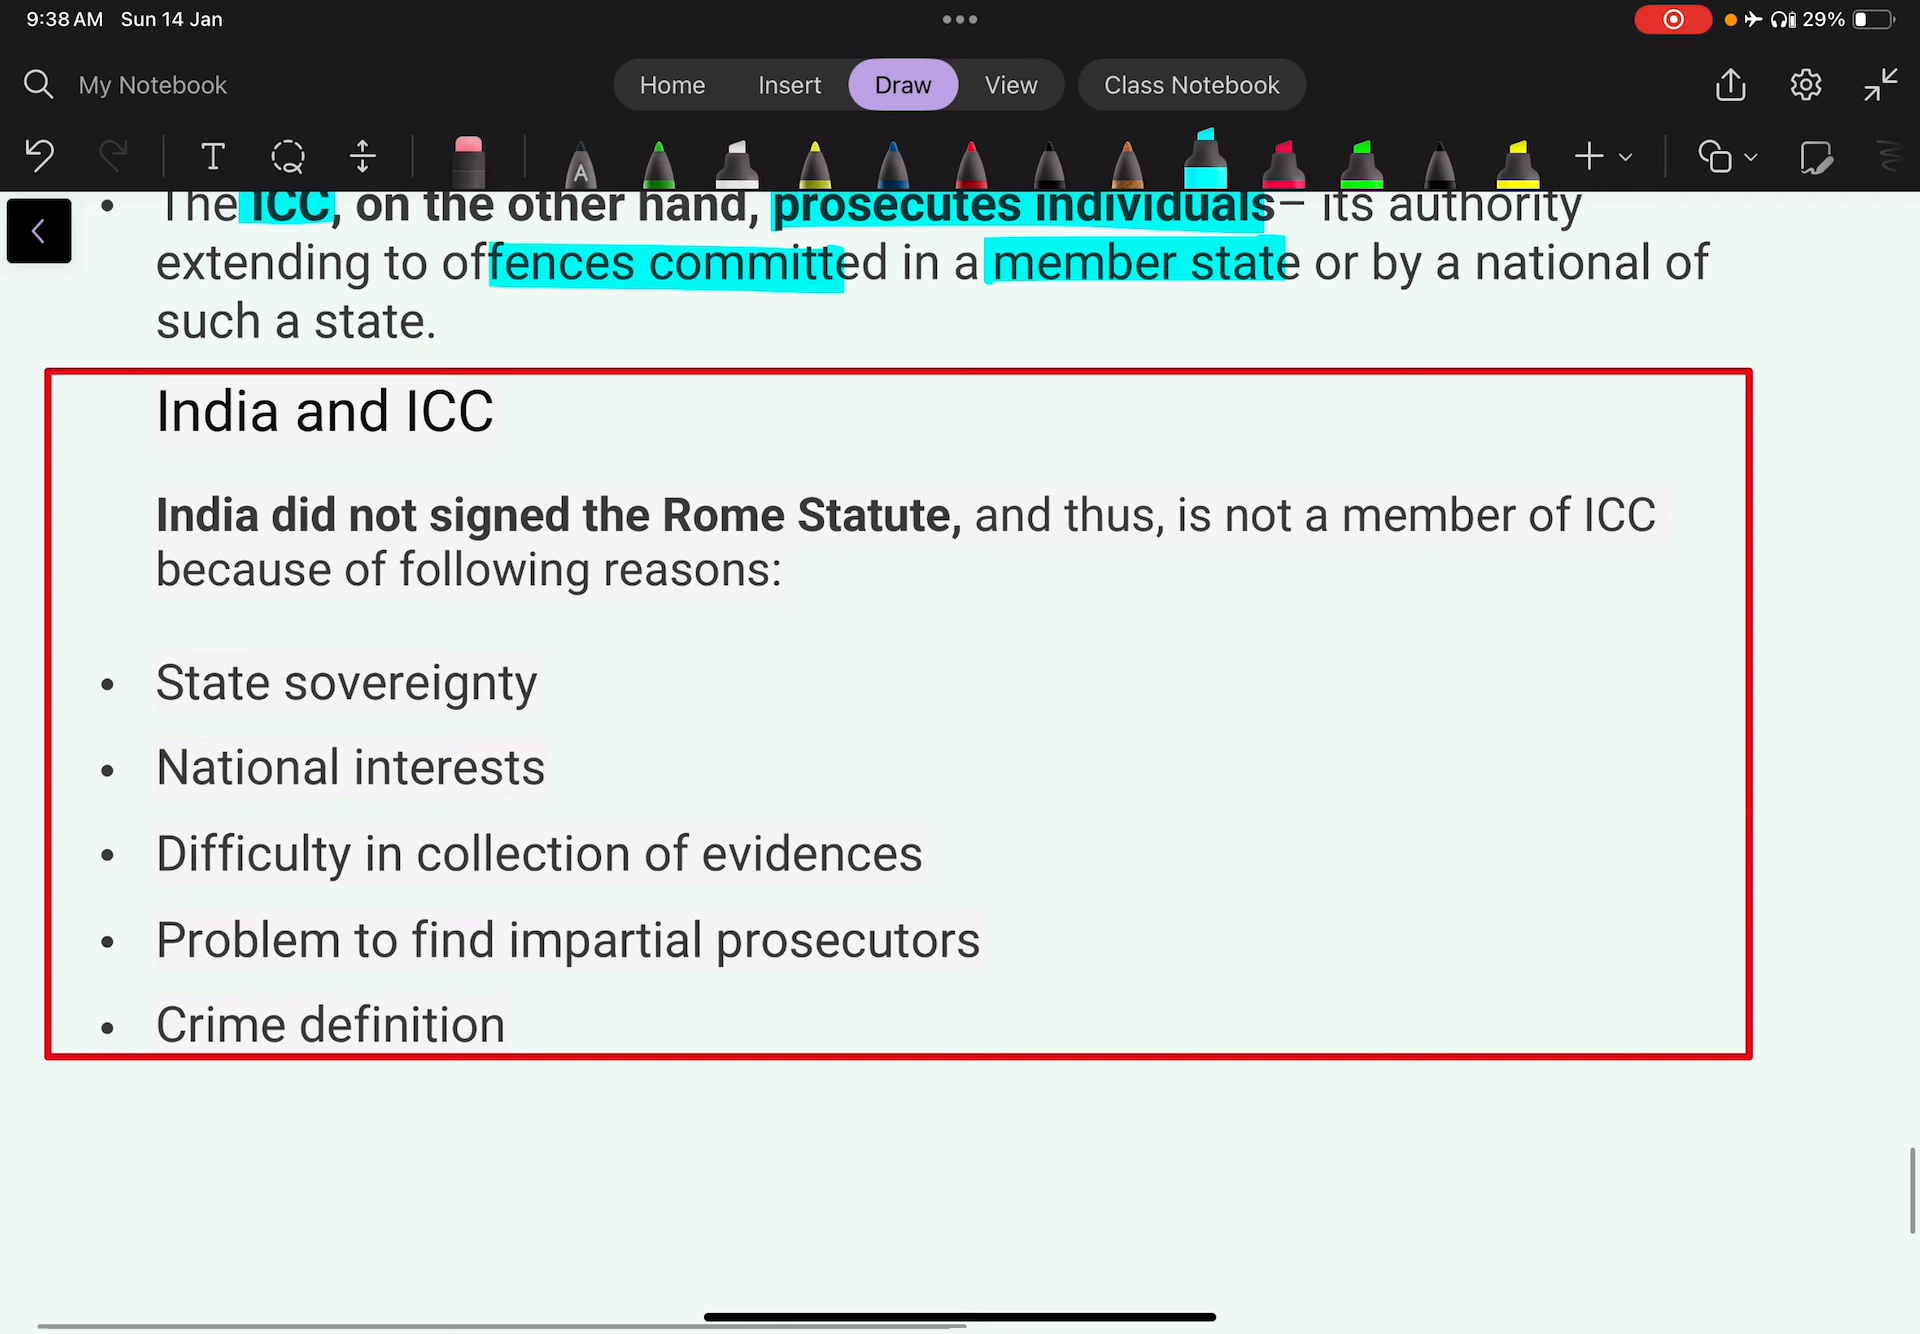 9:38 AM Sun 14 Jan
29%
My Notebook
Home Insert Draw View Class Notebook
T
A
• The ICC, on the other hand, prosecutes individuals– its authority
extending to offences committed in a member state or by a national of
such a state.
India and ICC
India did not signed the Rome Statute, and thus, is not a member of ICC
because of following reasons:
• State sovereignty
• National interests
• Difficulty in collection of evidences
• Problem to find impartial prosecutors
• Crime definition